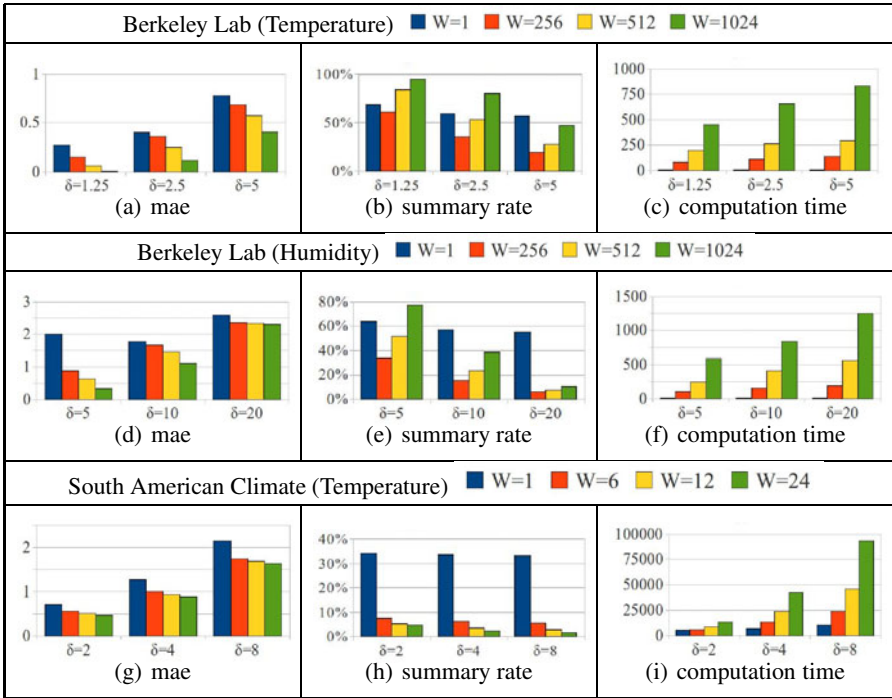 Berkeley Lab (Temperature) W=1 W=256 W=512 W=1024
1
0.5
0
δ=1.25 δ=2.5 δ=5
(a) mae
100%
50%
0%
δ=1.25 δ=2.5 δ=5
(b) summary rate
1000
750
500
250
0
δ=1.25 δ=2.5 δ=5
(c) computation time
Berkeley Lab (Humidity) W=1 W=256 W=512 W=1024
3
2
1
0
δ=5 δ=10 δ=20
(d) mae
80%
60%
40%
20%
0%
δ=5 δ=10 δ=20
(e) summary rate
1500
1000
500
0
δ=5 δ=10 δ=20
(f) computation time
South American Climate (Temperature) W=1 W=6 W=12 W=24
2
1
0
δ=2 δ=4 δ=8
(g) mae
40%
30%
20%
10%
0%
δ=2 δ=4 δ=8
(h) summary rate
100000
75000
50000
25000
0
δ=2 δ=4 δ=8
(i) computation time